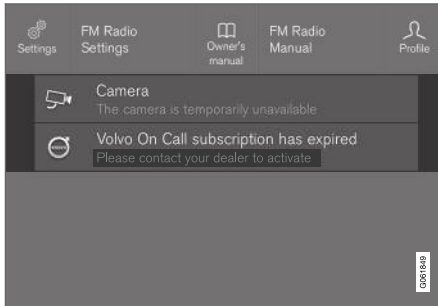 Settings
FM Radio
Settings
Owner's
manual
FM Radio
Manual
Profile
Camera
The camera is temporarily unavailable
Volvo On Call subscription has expired
Please contact your dealer to activate
G061849